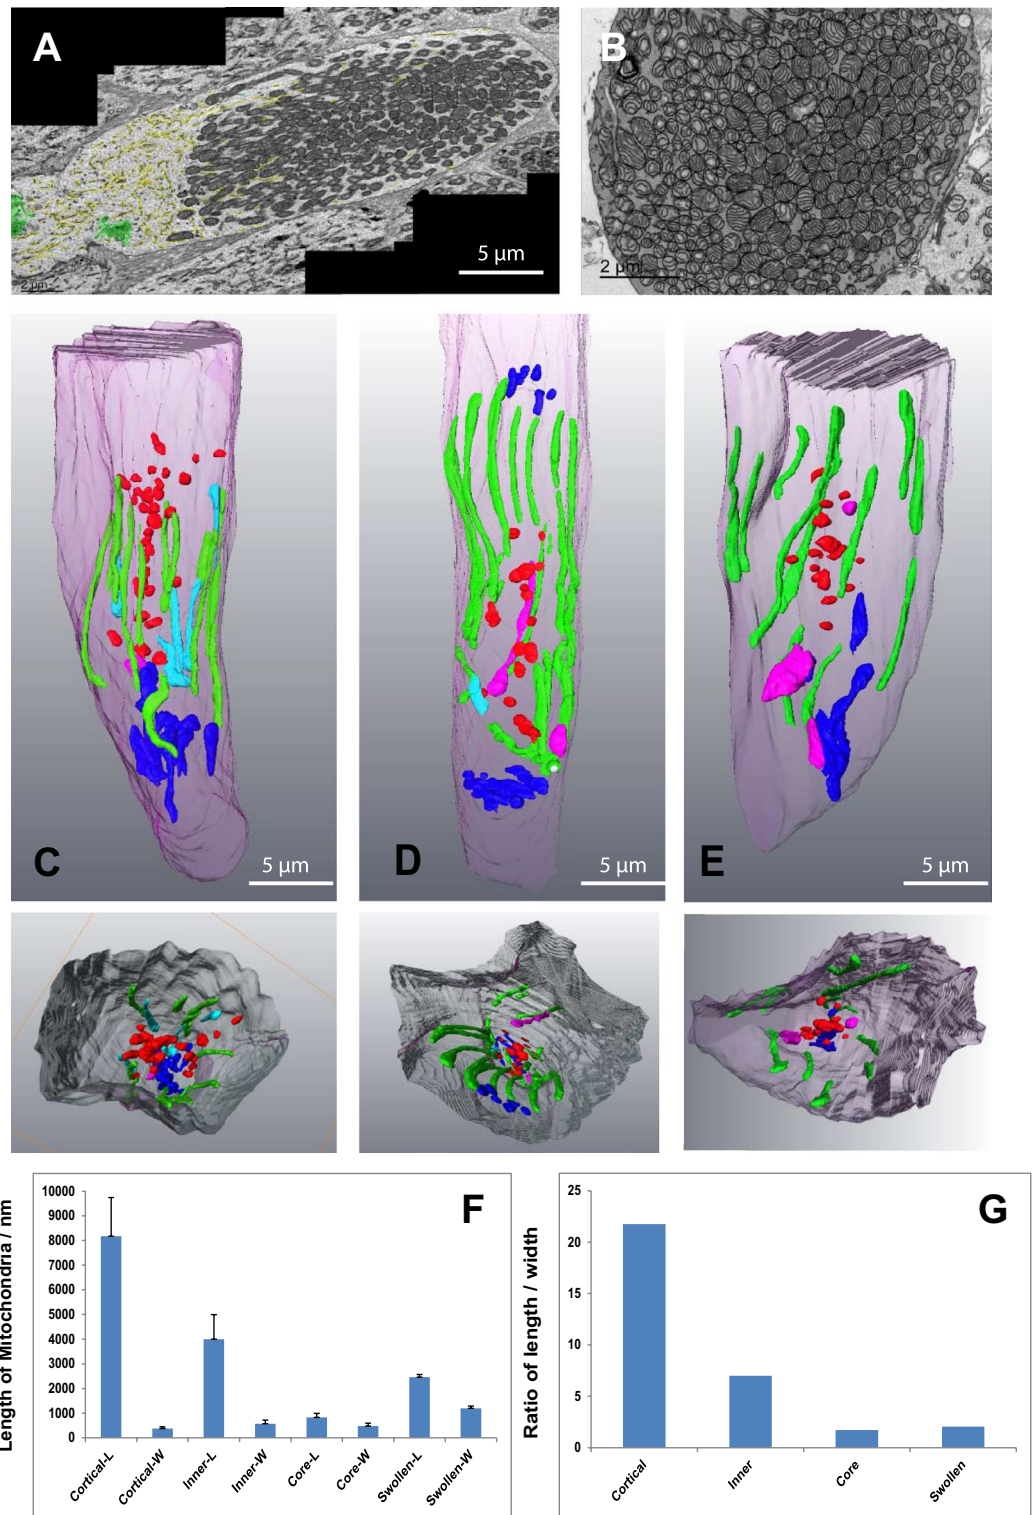 A
5 µm
2 µm
B
2 µm
C
5 µm
D
5 µm
E
5 µm
F
Length of Mitochondria / nm
10000
9000
8000
7000
6000
5000
4000
3000
2000
1000
0
Cortical-L
Cortical-W
Inner-L
Inner-W
Core-L
Core-W
Swollen-L
Swollen-W
G
Ratio of length / width
25
20
15
10
5
0
Cortical
Inner
Core
Swollen